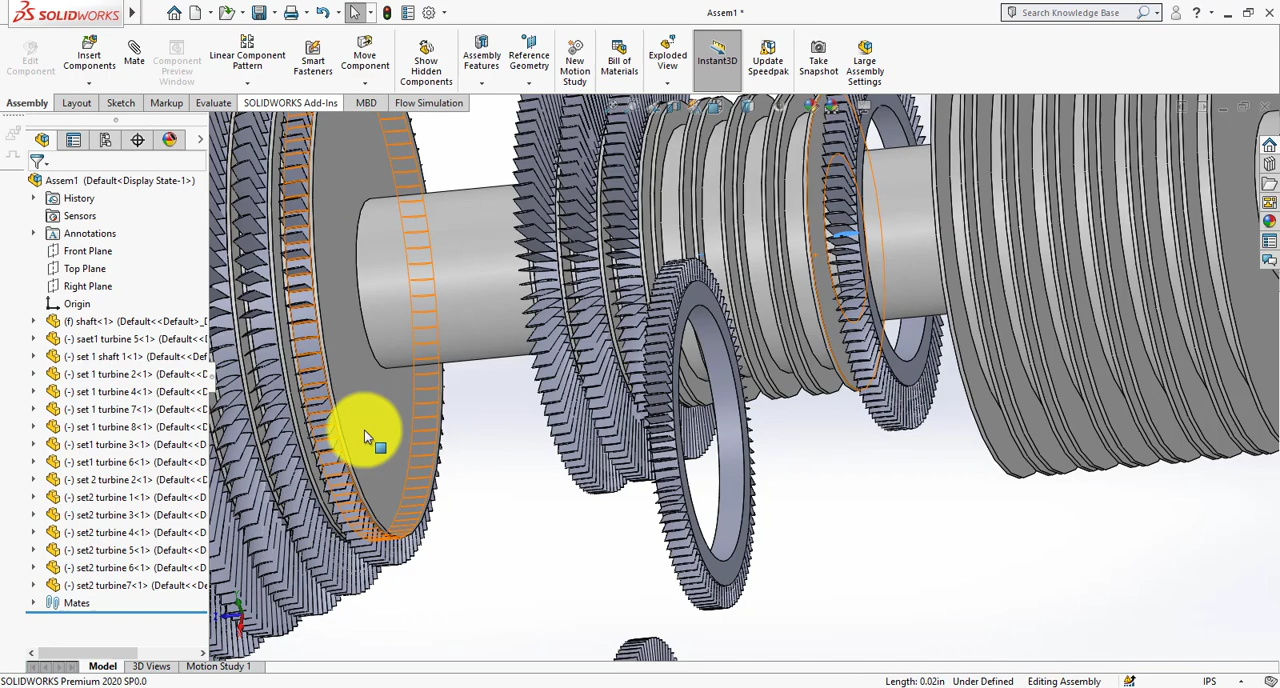 SOLIDWORKS
Assem1 *
Search Knowledge Base
Edit Component
Insert Components
Mate
Component Preview Window
Linear Component Pattern
Smart Fasteners
Move Component
Show Hidden Components
Assembly Features
Reference Geometry
New Motion Study
Bill of Materials
Exploded View
Instant3D
Update Speedpak
Take Snapshot
Large Assembly Settings
Assembly
Layout
Sketch
Markup
Evaluate
SOLIDWORKS Add-Ins
MBD
Flow Simulation
Assem1 (Default<Display State-1>)
History
Sensors
Annotations
Front Plane
Top Plane
Right Plane
Origin
(f) shaft<1> (Default<<Default>_D
(-) saet1 turbine 5<1> (Default<<
(-) set 1 shaft 1<1> (Default<<Def
(-) set 1 turbine 2<1> (Default<<D
(-) set 1 turbine 4<1> (Default<<D
(-) set 1 turbine 7<1> (Default<<D
(-) set 1 turbine 8<1> (Default<<D
(-) set1 turbine 3<1> (Default<<D
(-) set1 turbine 6<1> (Default<<D
(-) set 2 turbine 2<1> (Default<<D
(-) set2 turbine 1<1> (Default<<D
(-) set2 turbine 3<1> (Default<<D
(-) set2 turbine 4<1> (Default<<D
(-) set2 turbine 5<1> (Default<<D
(-) set2 turbine 6<1> (Default<<D
(-) set2 turbine7<1> (Default<<De
Mates
Model
3D Views
Motion Study 1
SOLIDWORKS Premium 2020 SP0.0
Length: 0.02in
Under Defined
Editing Assembly
IPS